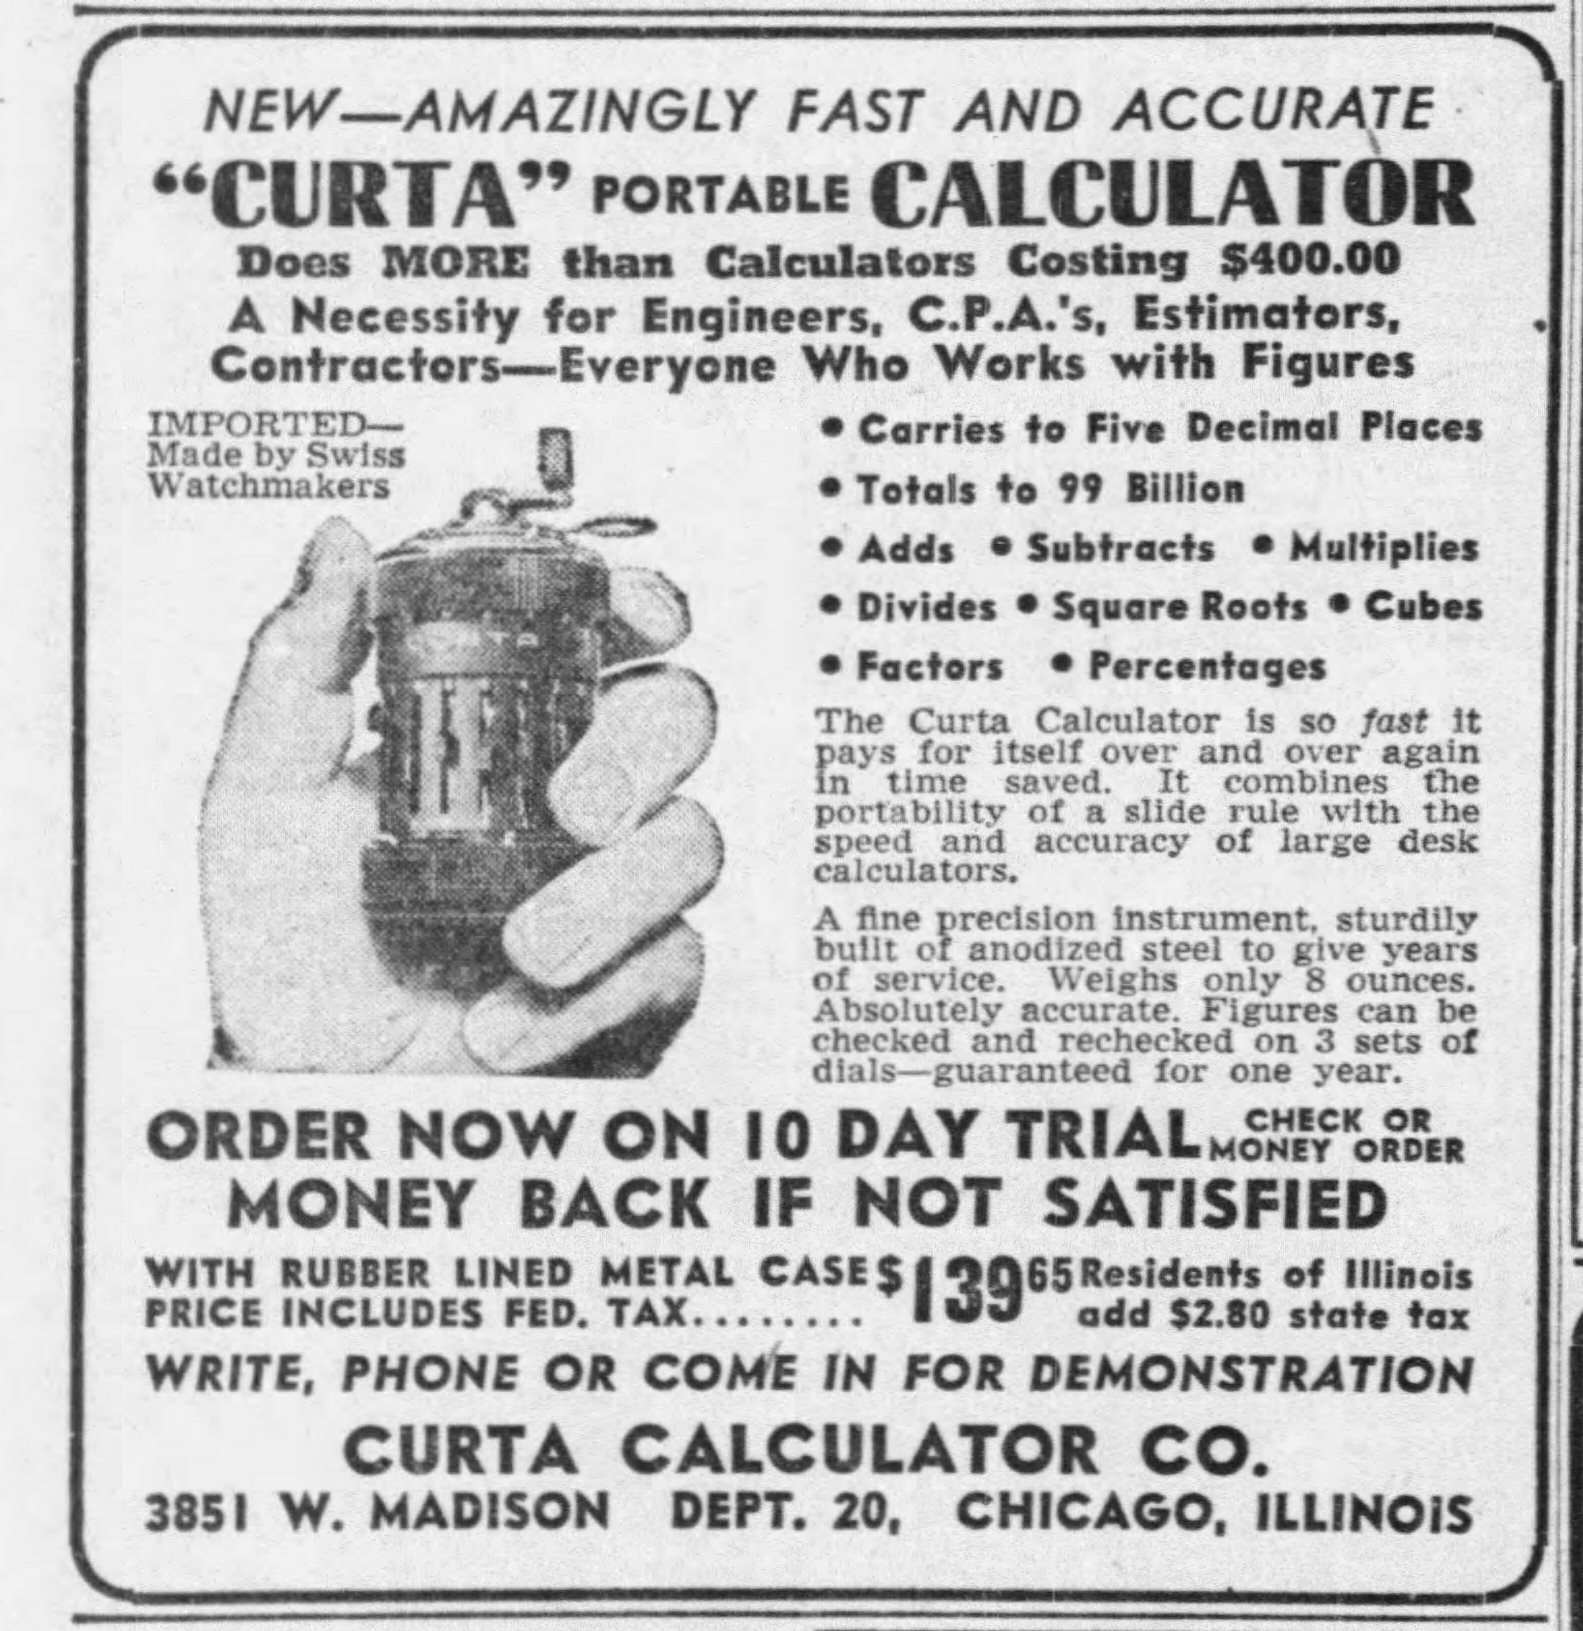 NEW—AMAZINGLY FAST AND ACCURATE
“CURTA” PORTABLE CALCULATOR
Does MORE than Calculators Costing $400.00
A Necessity for Engineers, C.P.A.'s, Estimators,
Contractors—Everyone Who Works with Figures
IMPORTED—
Made by Swiss
Watchmakers
CURTA
• Carries to Five Decimal Places
• Totals to 99 Billion
• Adds • Subtracts • Multiplies
• Divides • Square Roots • Cubes
• Factors • Percentages
The Curta Calculator is so fast it
pays for itself over and over again
in time saved. It combines the
portability of a slide rule with the
speed and accuracy of large desk
calculators.
A fine precision instrument, sturdily
built of anodized steel to give years
of service. Weighs only 8 ounces.
Absolutely accurate. Figures can be
checked and rechecked on 3 sets of
dials—guaranteed for one year.
ORDER NOW ON 10 DAY TRIAL CHECK OR
MONEY ORDER
MONEY BACK IF NOT SATISFIED
WITH RUBBER LINED METAL CASE $139.65 Residents of Illinois
PRICE INCLUDES FED. TAX........ add $2.80 state tax
WRITE, PHONE OR COME IN FOR DEMONSTRATION
CURTA CALCULATOR CO.
3851 W. MADISON DEPT. 20, CHICAGO, ILLINOIS